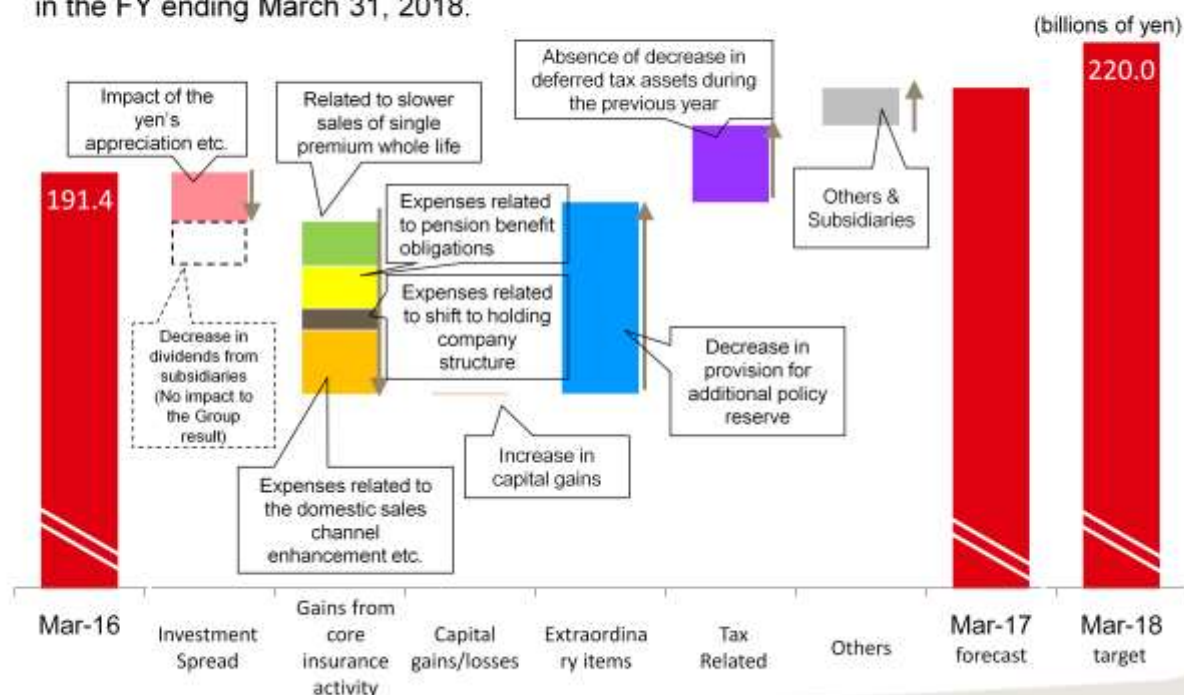 in the FY ending March 31, 2018.
(billions of yen)
191.4
Impact of the
yen's
appreciation etc.
Decrease in
dividends from
subsidiaries
(No impact to
the Group
result)
Related to slower
sales of single
premium whole life
Expenses related
to pension benefit
obligations
Expenses related
to shift to holding
company
structure
Expenses related to
the domestic sales
channel
enhancement etc.
Increase in
capital gains
Absence of decrease in
deferred tax assets during
the previous year
Decrease in
provision for
additional policy
reserve
Others &
Subsidiaries
220.0
Mar-16
Investment
Spread
Gains from
core
insurance
activity
Capital
gains/losses
Extraordina
ry items
Tax
Related
Others
Mar-17
forecast
Mar-18
target